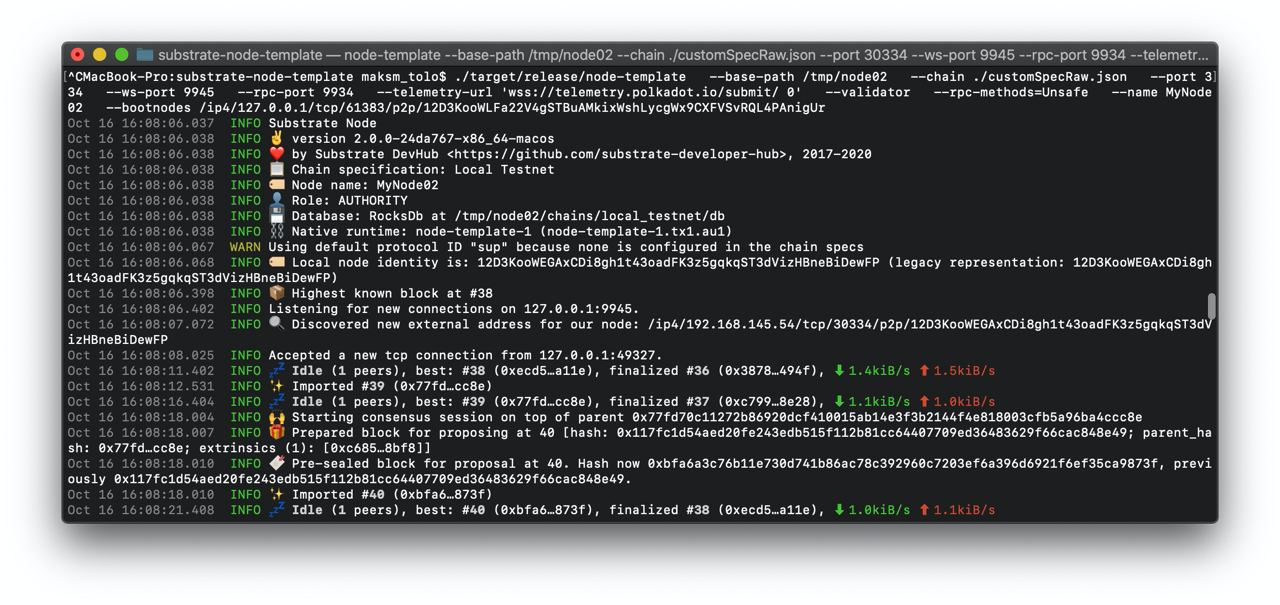 substrate-node-template — node-template --base-path /tmp/node02 --chain ./customSpecRaw.json --port 30334 --ws-port 9945 --rpc-port 9934 --telemetr...
[^CMacBook-Pro:substrate-node-template maksm_tolo$ ./target/release/node-template   --base-path /tmp/node02   --chain ./customSpecRaw.json   --port 3]
34   --ws-port 9945   --rpc-port 9934   --telemetry-url 'wss://telemetry.polkadot.io/submit/ 0'   --validator   --rpc-methods=Unsafe   --name MyNode
02   --bootnodes /ip4/127.0.0.1/tcp/61383/p2p/12D3KooWLFa22V4gSTBuAMkixWshLycgWx9CXFVSvRQL4PAnigUr
Oct 16 16:08:06.037  INFO Substrate Node
Oct 16 16:08:06.038  INFO ✌️ version 2.0.0-24da767-x86_64-macos
Oct 16 16:08:06.038  INFO ❤️ by Substrate DevHub <https://github.com/substrate-developer-hub>, 2017-2020
Oct 16 16:08:06.038  INFO 📋 Chain specification: Local Testnet
Oct 16 16:08:06.038  INFO 🏷 Node name: MyNode02
Oct 16 16:08:06.038  INFO 👤 Role: AUTHORITY
Oct 16 16:08:06.038  INFO 💾 Database: RocksDb at /tmp/node02/chains/local_testnet/db
Oct 16 16:08:06.038  INFO ⛓ Native runtime: node-template-1 (node-template-1.tx1.au1)
Oct 16 16:08:06.067  WARN Using default protocol ID "sup" because none is configured in the chain specs
Oct 16 16:08:06.068  INFO 🏷 Local node identity is: 12D3KooWEGAxCDi8gh1t43oadFK3z5gqkqST3dVizHBneBiDewFP (legacy representation: 12D3KooWEGAxCDi8gh
1t43oadFK3z5gqkqST3dVizHBneBiDewFP)
Oct 16 16:08:06.398  INFO 📦 Highest known block at #38
Oct 16 16:08:06.402  INFO Listening for new connections on 127.0.0.1:9945.
Oct 16 16:08:07.072  INFO 🔍 Discovered new external address for our node: /ip4/192.168.145.54/tcp/30334/p2p/12D3KooWEGAxCDi8gh1t43oadFK3z5gqkqST3dV
izHBneBiDewFP
Oct 16 16:08:08.025  INFO Accepted a new tcp connection from 127.0.0.1:49327.
Oct 16 16:08:11.402  INFO 💤 Idle (1 peers), best: #38 (0xecd5…a11e), finalized #36 (0x3878…494f), ⬇ 1.4kiB/s ⬆ 1.5kiB/s
Oct 16 16:08:12.531  INFO ✨ Imported #39 (0x77fd…cc8e)
Oct 16 16:08:16.404  INFO 💤 Idle (1 peers), best: #39 (0x77fd…cc8e), finalized #37 (0xc799…8e28), ⬇ 1.1kiB/s ⬆ 1.0kiB/s
Oct 16 16:08:18.004  INFO 🙌 Starting consensus session on top of parent 0x77fd70c11272b86920dcf410015ab14e3f3b2144f4e818003cfb5a96ba4ccc8e
Oct 16 16:08:18.007  INFO 🎁 Prepared block for proposing at 40 [hash: 0x117fc1d54aed20fe243edb515f112b81cc64407709ed36483629f66cac848e49; parent_ha
sh: 0x77fd…cc8e; extrinsics (1): [0xc685…8bf8]]
Oct 16 16:08:18.010  INFO 🔖 Pre-sealed block for proposal at 40. Hash now 0xbfa6a3c76b11e730d741b86ac78c392960c7203ef6a396d6921f6ef35ca9873f, previ
ously 0x117fc1d54aed20fe243edb515f112b81cc64407709ed36483629f66cac848e49.
Oct 16 16:08:18.010  INFO ✨ Imported #40 (0xbfa6…873f)
Oct 16 16:08:21.408  INFO 💤 Idle (1 peers), best: #40 (0xbfa6…873f), finalized #38 (0xecd5…a11e), ⬇ 1.0kiB/s ⬆ 1.1kiB/s